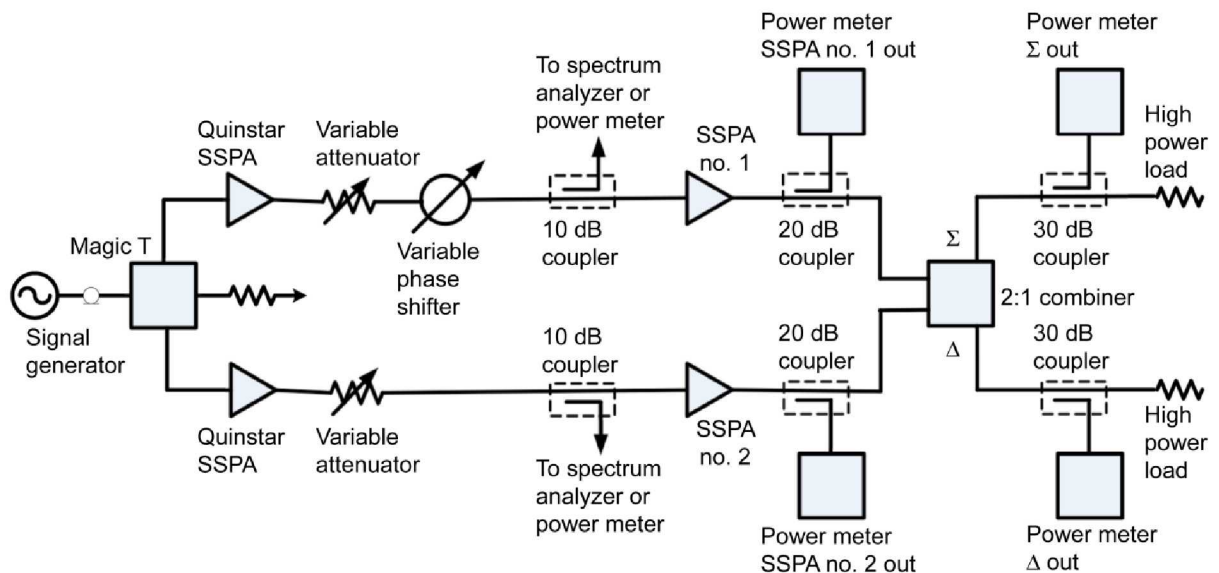 Power meter
SSPA no. 1 out
Power meter
Σ out
To spectrum
analyzer or
power meter
High
power
load
Quinstar
SSPA
Variable
attenuator
SSPA
no. 1
Magic T
10 dB
coupler
20 dB
coupler
30 dB
coupler
Variable
phase
shifter
Σ
2:1 combiner
Signal
generator
10 dB
coupler
20 dB
coupler
Δ
30 dB
coupler
Quinstar
SSPA
Variable
attenuator
SSPA
no. 2
High
power
load
To spectrum
analyzer or
power meter
Power meter
SSPA no. 2 out
Power meter
Δ out